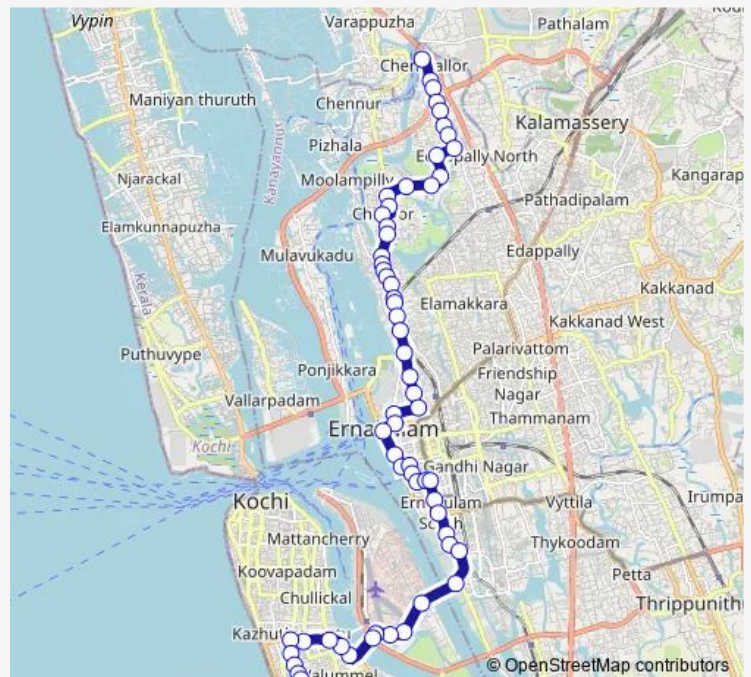 Vypin
Varappuzha
Pathalam
Maniyan thuruth
Chennur
Kalamassery
Kanayannur
Pizhala
Njarackal
Moolampilly
Kangarap
Pathadipalam
Elamkunnapuzha
Mulavukadu
Edappally
Kerala
Elamakkara
Kakkanad
Kakkanad West
Puthuvype
Palarivattom
Ponjikkara
Friendship
Nagar
Vallarpadam
Thammanam
Kochi
Gandhi Nagar
Kochi
Vyttila
Irumpa
Mattancherry
Thykoodam
Koovapadam
Petta
Chullickal
Thrippunith
© OpenStreetMap contributors